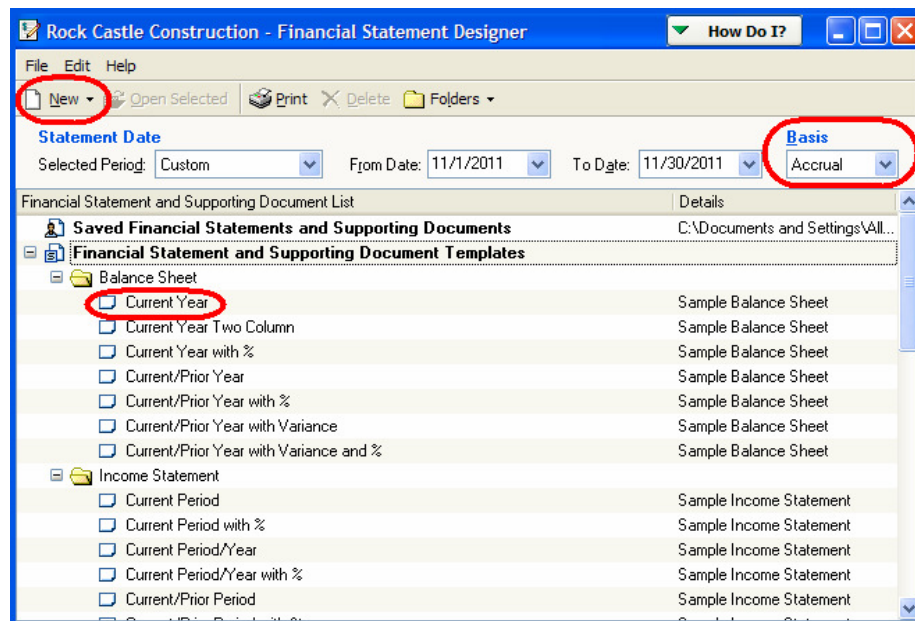 Rock Castle Construction - Financial Statement Designer How Do I?
File Edit Help
New Open Selected Print Delete Folders
Statement Date Basis
Selected Period: Custom From Date: 11/1/2011 To Date: 11/30/2011 Accrual
Financial Statement and Supporting Document List Details
Saved Financial Statements and Supporting Documents C:\Documents and Settings\All...
Financial Statement and Supporting Document Templates
Balance Sheet
Current Year Sample Balance Sheet
Current Year Two Column Sample Balance Sheet
Current Year with % Sample Balance Sheet
Current/Prior Year Sample Balance Sheet
Current/Prior Year with % Sample Balance Sheet
Current/Prior Year with Variance Sample Balance Sheet
Current/Prior Year with Variance and % Sample Balance Sheet
Income Statement
Current Period Sample Income Statement
Current Period with % Sample Income Statement
Current Period/Year Sample Income Statement
Current Period/Year with % Sample Income Statement
Current/Prior Period Sample Income Statement